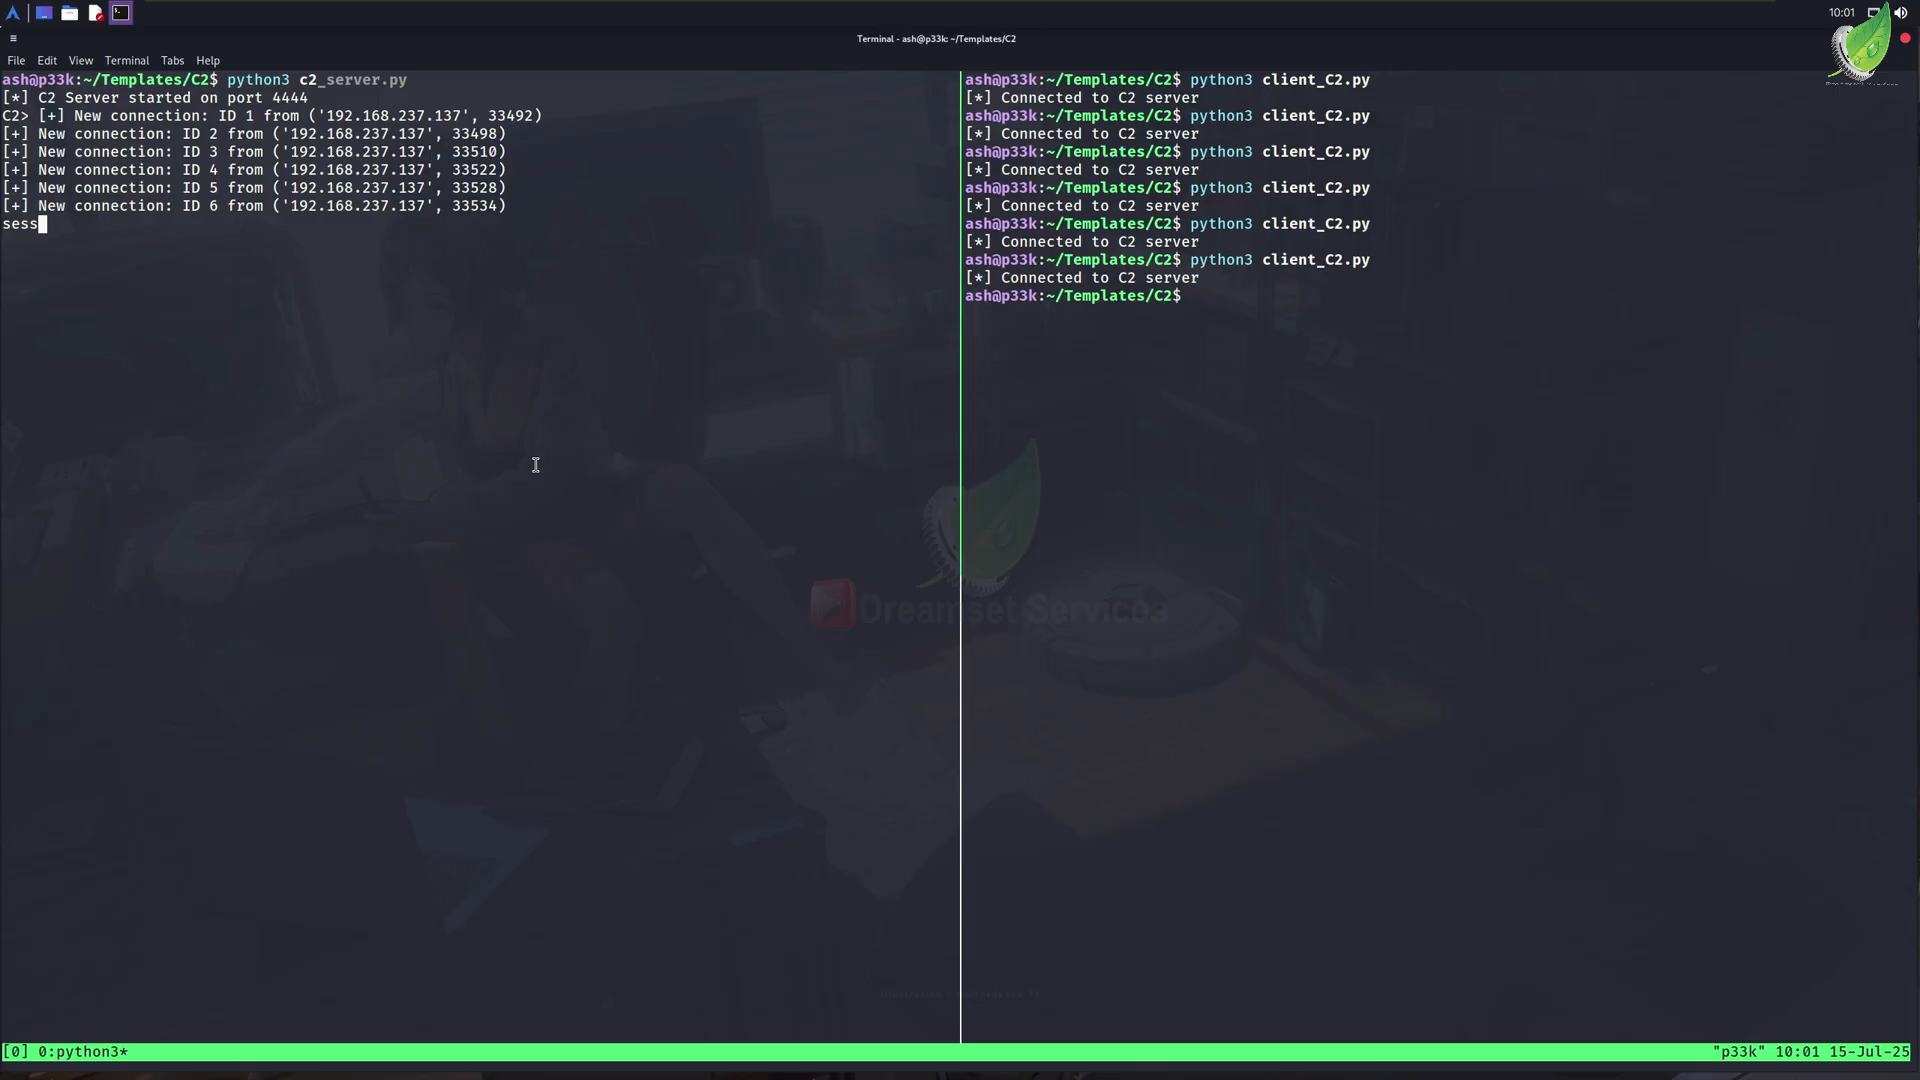 10:01
Terminal - ash@p33k: ~/Templates/C2
File Edit View Terminal Tabs Help
ash@p33k:~/Templates/C2$ python3 c2_server.py
[*] C2 Server started on port 4444
C2> [+] New connection: ID 1 from ('192.168.237.137', 33492)
[+] New connection: ID 2 from ('192.168.237.137', 33498)
[+] New connection: ID 3 from ('192.168.237.137', 33510)
[+] New connection: ID 4 from ('192.168.237.137', 33522)
[+] New connection: ID 5 from ('192.168.237.137', 33528)
[+] New connection: ID 6 from ('192.168.237.137', 33534)
sess
ash@p33k:~/Templates/C2$ python3 client_C2.py
[*] Connected to C2 server
ash@p33k:~/Templates/C2$ python3 client_C2.py
[*] Connected to C2 server
ash@p33k:~/Templates/C2$ python3 client_C2.py
[*] Connected to C2 server
ash@p33k:~/Templates/C2$ python3 client_C2.py
[*] Connected to C2 server
ash@p33k:~/Templates/C2$ python3 client_C2.py
[*] Connected to C2 server
ash@p33k:~/Templates/C2$ python3 client_C2.py
[*] Connected to C2 server
ash@p33k:~/Templates/C2$
Dreamset Services
[0] 0:python3*
"p33k" 10:01 15-Jul-25